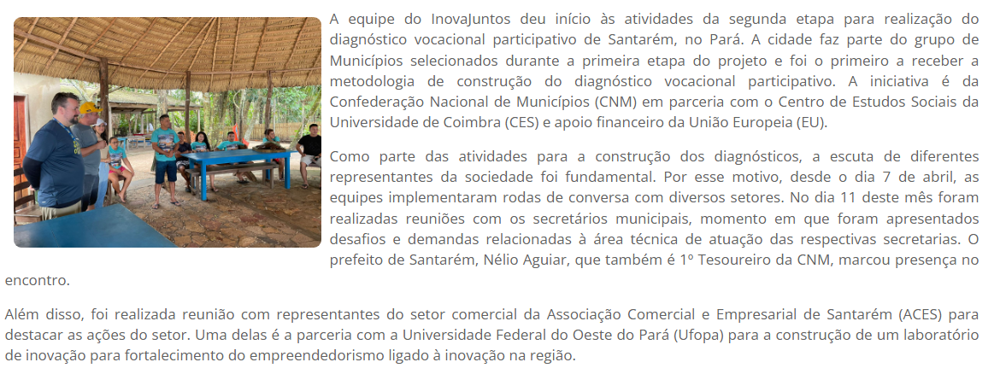 A equipe do InovaJuntos deu início às atividades da segunda etapa para realização do
diagnóstico vocacional participativo de Santarém, no Pará. A cidade faz parte do grupo de
Municípios selecionados durante a primeira etapa do projeto e foi o primeiro a receber a
metodologia de construção do diagnóstico vocacional participativo. A iniciativa é da
Confederação Nacional de Municípios (CNM) em parceria com o Centro de Estudos Sociais da
Universidade de Coimbra (CES) e apoio financeiro da União Europeia (EU).
Como parte das atividades para a construção dos diagnósticos, a escuta de diferentes
representantes da sociedade foi fundamental. Por esse motivo, desde o dia 7 de abril, as
equipes implementaram rodas de conversa com diversos setores. No dia 11 deste mês foram
realizadas reuniões com os secretários municipais, momento em que foram apresentados
desafios e demandas relacionadas à área técnica de atuação das respectivas secretarias. O
prefeito de Santarém, Nélio Aguiar, que também é 1º Tesoureiro da CNM, marcou presença no
encontro.
Além disso, foi realizada reunião com representantes do setor comercial da Associação Comercial e Empresarial de Santarém (ACES) para
destacar as ações do setor. Uma delas é a parceria com a Universidade Federal do Oeste do Pará (Ufopa) para a construção de um laboratório
de inovação para fortalecimento do empreendedorismo ligado à inovação na região.